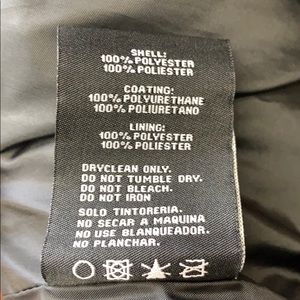 SHELL:
100% POLYESTER
100% POLIESTER
COATING:
100% POLYURETHANE
100% POLIURETANO
LINING:
100% POLYESTER
100% POLIESTER
DRYCLEAN ONLY.
DO NOT TUMBLE DRY.
DO NOT BLEACH.
DO NOT IRON
SOLO TINTORERIA.
NO SECAR A MAQUINA
NO USE BLANQUEADOR.
NO PLANCHAR.